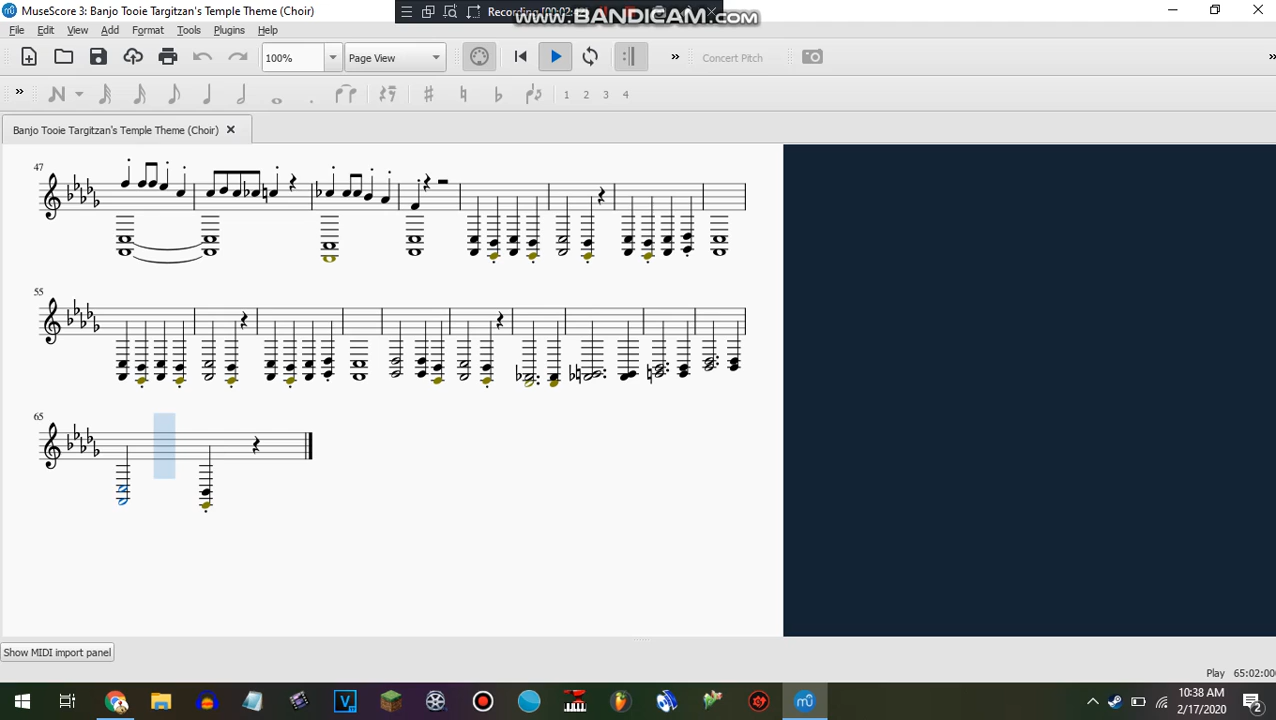 MuseScore 3: Banjo Tooie Targitzan's Temple Theme (Choir)
www.BANDICAM.com
File Edit View Add Format Tools Plugins Help
100% Page View Concert Pitch
1 2 3 4
Banjo Tooie Targitzan's Temple Theme (Choir)
47
55
65
Show MIDI import panel
Play 65:02:00
10:38 AM
2/17/2020